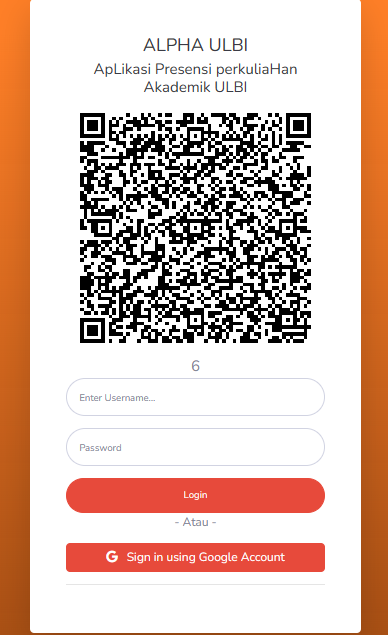 ALPHA ULBI
ApLikasi Presensi perkuliaHan
Akademik ULBI
6
Enter Username...
Password
Login
- Atau -
Sign in using Google Account